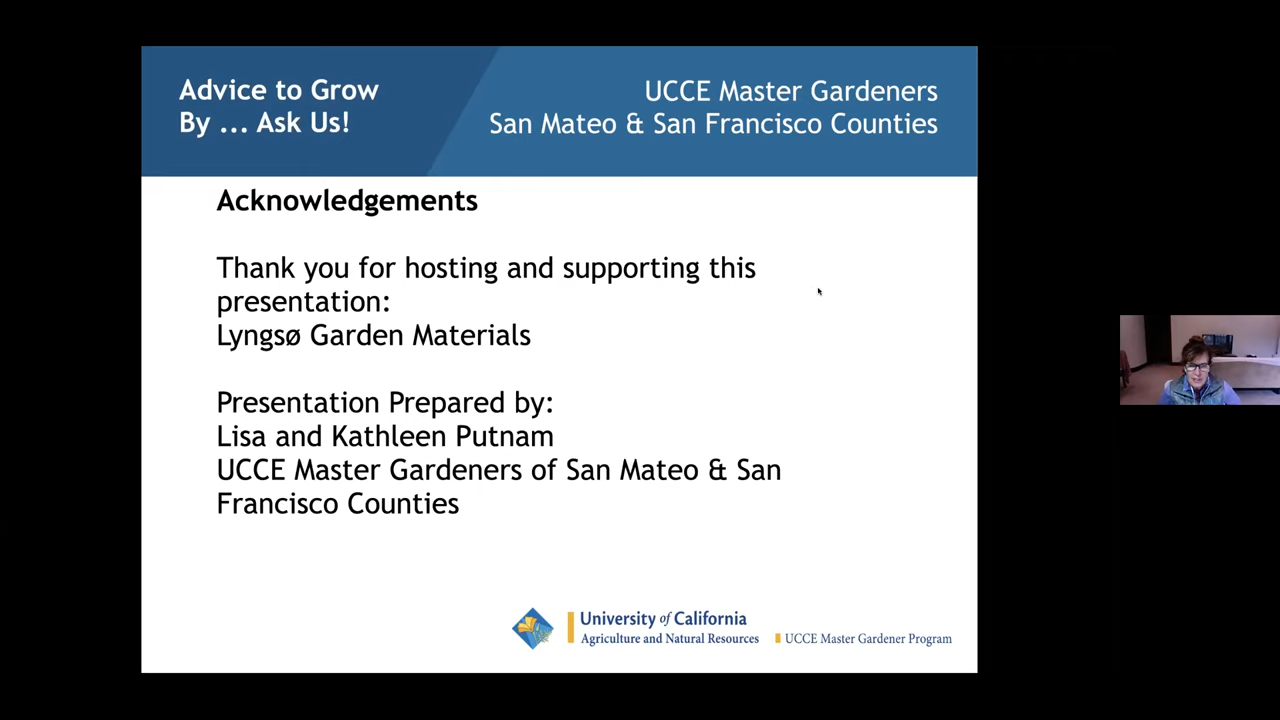 Advice to Grow
By ... Ask Us!
UCCE Master Gardeners
San Mateo & San Francisco Counties
Acknowledgements
Thank you for hosting and supporting this
presentation:
Lyngsø Garden Materials
Presentation Prepared by:
Lisa and Kathleen Putnam
UCCE Master Gardeners of San Mateo & San
Francisco Counties
University of California
Agriculture and Natural Resources
UCCE Master Gardener Program